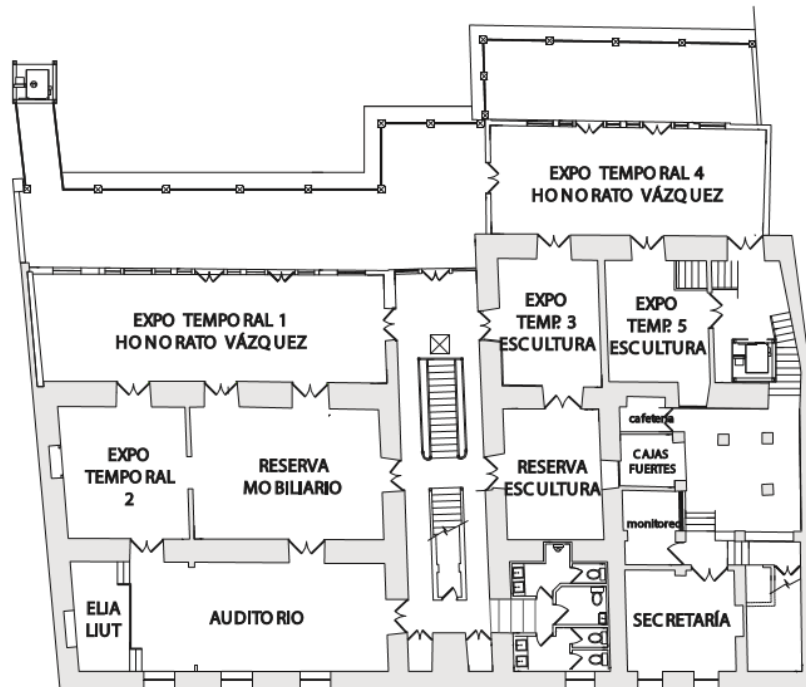 EXPO TEMPORAL 4
HONORATO VÁZQUEZ
EXPO TEMPORAL 1
HONORATO VÁZQUEZ
EXPO
TEMP. 3
ESCULTURA
EXPO
TEMP. 5
ESCULTURA
EXPO
TEMPORAL
2
RESERVA
MOBILIARIO
RESERVA
ESCULTURA
cafetería
CAJAS
FUERTES
monitoreo
ELIA
LIUT
AUDITORIO
SECRETARÍA